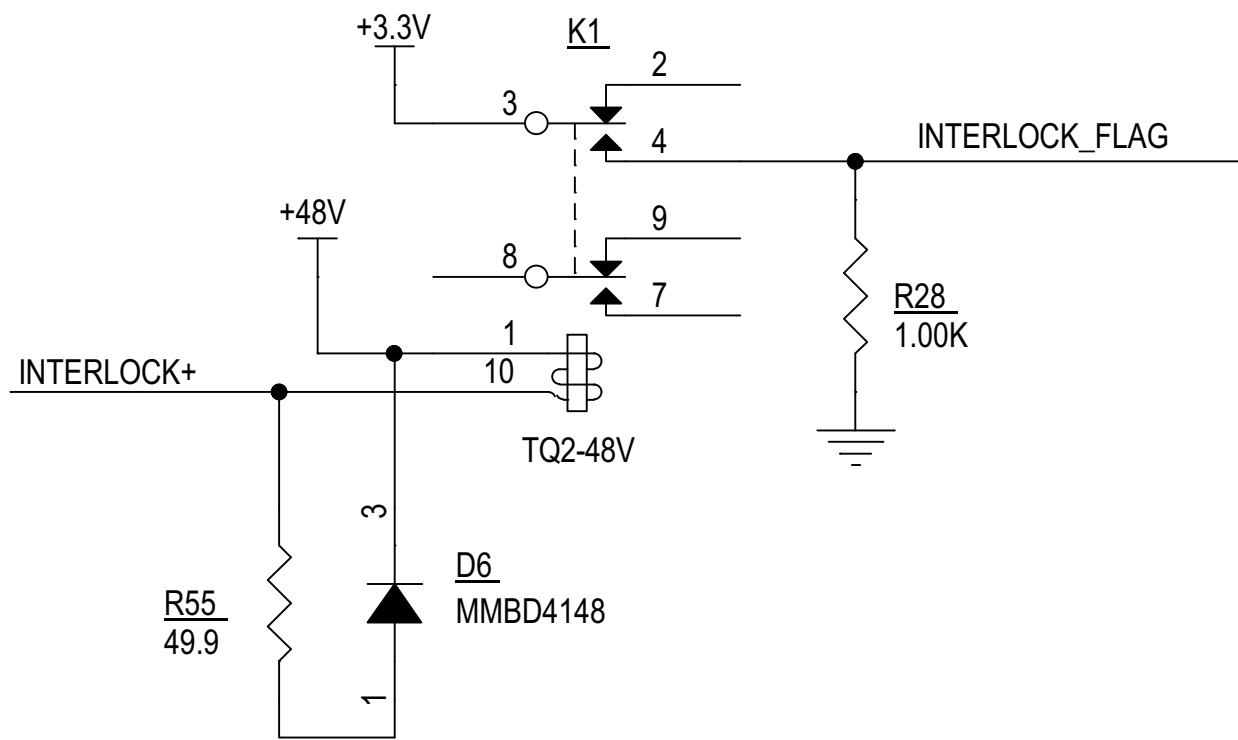 +3.3V
K1
2
3
4
INTERLOCK_FLAG
+48V
9
8
7
R28
1.00K
1
INTERLOCK+
10
TQ2-48V
3
D6
MMBD4148
R55
49.9
1